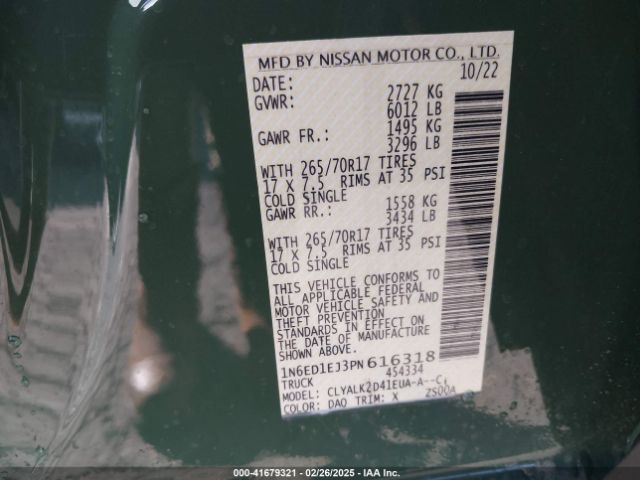 MFD BY NISSAN MOTOR CO., LTD.
DATE: 10/22
GVWR: 2727 KG
6012 LB
GAWR FR.: 1495 KG
3296 LB
WITH 265/70R17 TIRES
17 X 7.5 RIMS AT 35 PSI
COLD SINGLE
GAWR RR.: 1558 KG
3434 LB
WITH 265/70R17 TIRES
17 X 7.5 RIMS AT 35 PSI
COLD SINGLE
THIS VEHICLE CONFORMS TO
ALL APPLICABLE FEDERAL
MOTOR VEHICLE SAFETY AND
THEFT PREVENTION
STANDARDS IN EFFECT ON
THE DATE OF MANUFACTURE
SHOWN ABOVE.
1N6ED1EJ3PN616318
TRUCK 454334
MODEL: CLYALK2D41EUA-A--C
COLOR: DAO TRIM: X ZS00A
000-41679321 / 02/26/2025 - IAA Inc.